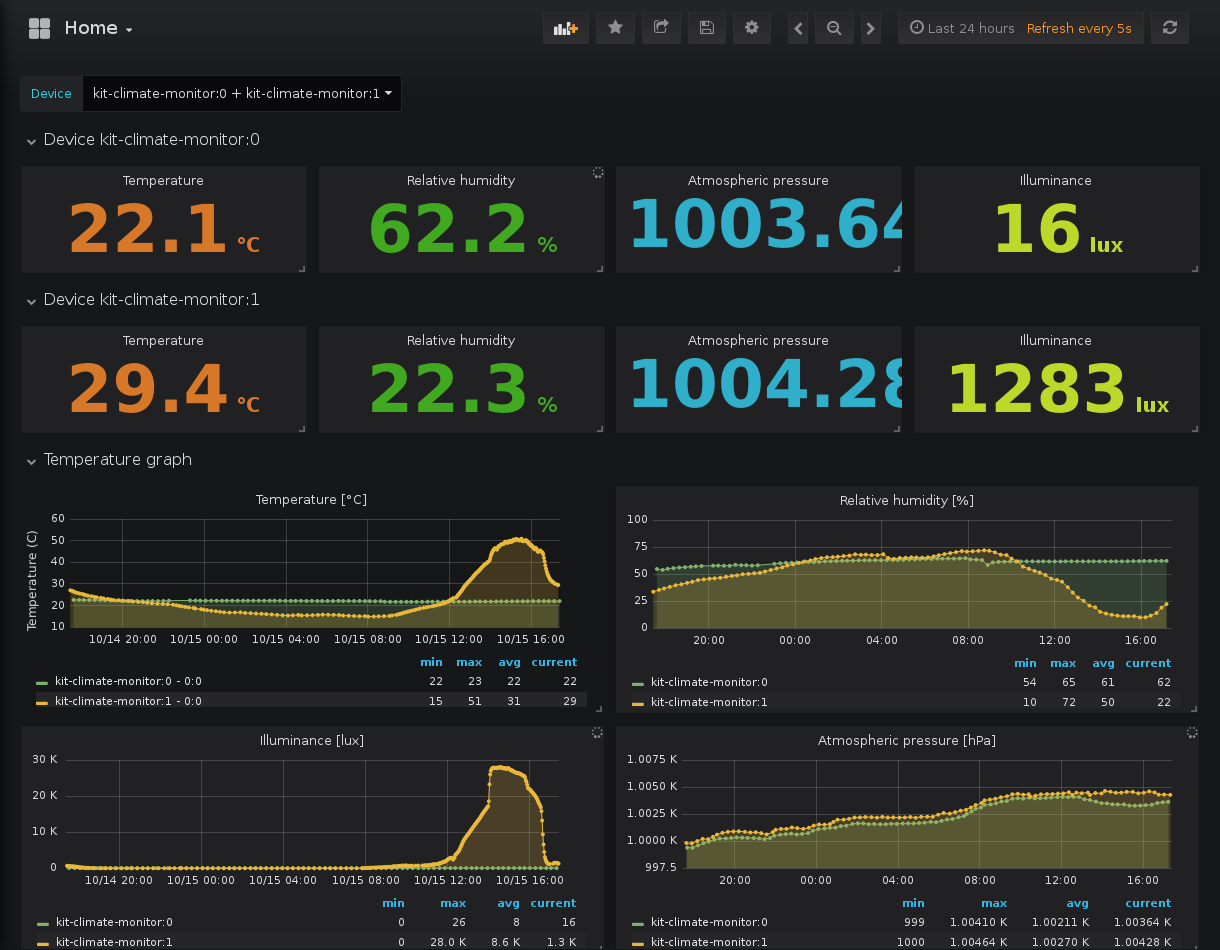 Home
Last 24 hours Refresh every 5s
Device kit-climate-monitor:0 + kit-climate-monitor:1
Device kit-climate-monitor:0
Temperature Relative humidity Atmospheric pressure Illuminance
22.1 °C 62.2 % 1003.64 16 lux
Device kit-climate-monitor:1
Temperature Relative humidity Atmospheric pressure Illuminance
29.4 °C 22.3 % 1004.28 1283 lux
Temperature graph
Temperature [°C]
Temperature (C)
60
50
40
30
20
10
10/14 20:00 10/15 00:00 10/15 04:00 10/15 08:00 10/15 12:00 10/15 16:00
min max avg current
kit-climate-monitor:0 - 0:0 22 23 22 22
kit-climate-monitor:1 - 0:0 15 51 31 29
Relative humidity [%]
100
75
50
25
0
20:00 00:00 04:00 08:00 12:00 16:00
min max avg current
kit-climate-monitor:0 54 65 61 62
kit-climate-monitor:1 10 72 50 22
Illuminance [lux]
30 K
20 K
10 K
0
10/14 20:00 10/15 00:00 10/15 04:00 10/15 08:00 10/15 12:00 10/15 16:00
min max avg current
kit-climate-monitor:0 0 26 8 16
kit-climate-monitor:1 0 28.0 K 8.6 K 1.3 K
Atmospheric pressure [hPa]
1.0075 K
1.0050 K
1.0025 K
1.0000 K
997.5
20:00 00:00 04:00 08:00 12:00 16:00
min max avg current
kit-climate-monitor:0 999 1.00410 K 1.00211 K 1.00364 K
kit-climate-monitor:1 1000 1.00464 K 1.00270 K 1.00428 K